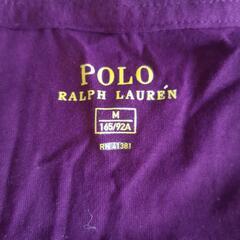 POLO
RALPH LAUREN
M
165/92A
RN 41381